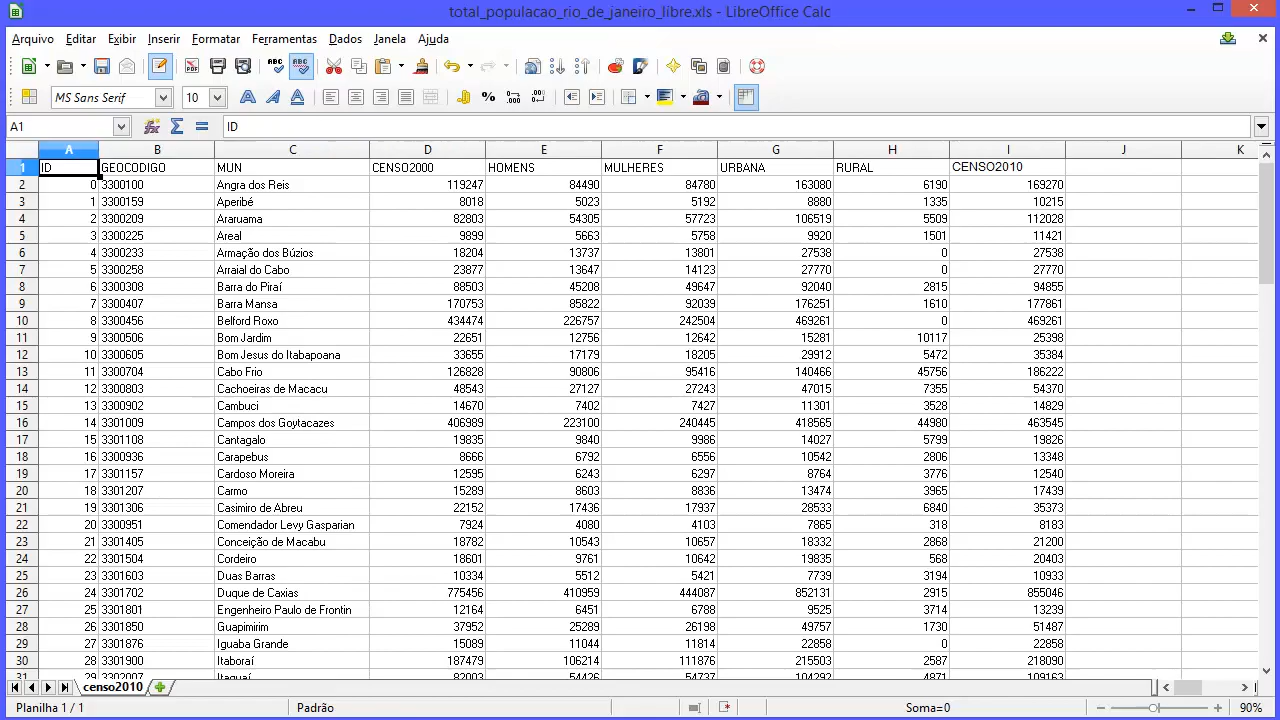 total_populacao_rio_de_janeiro_libre.xls - LibreOffice Calc
Arquivo Editar Exibir Inserir Formatar Ferramentas Dados Janela Ajuda
MS Sans Serif 10
A1 ID
A B C D E F G H I J K
1 ID GEOCODIGO MUN CENSO2000 HOMENS MULHERES URBANA RURAL CENSO2010
2 0 3300100 Angra dos Reis 119247 84490 84780 163080 6190 169270
3 1 3300159 Aperibé 8018 5023 5192 8880 1335 10215
4 2 3300209 Araruama 82803 54305 57723 106519 5509 112028
5 3 3300225 Areal 9899 5663 5758 9920 1501 11421
6 4 3300233 Armação dos Búzios 18204 13737 13801 27538 0 27538
7 5 3300258 Arraial do Cabo 23877 13647 14123 27770 0 27770
8 6 3300308 Barra do Piraí 88503 45208 49647 92040 2815 94855
9 7 3300407 Barra Mansa 170753 85822 92039 176251 1610 177861
10 8 3300456 Belford Roxo 434474 226757 242504 469261 0 469261
11 9 3300506 Bom Jardim 22651 12756 12642 15281 10117 25398
12 10 3300605 Bom Jesus do Itabapoana 33655 17179 18205 29912 5472 35384
13 11 3300704 Cabo Frio 126828 90806 95416 140466 45756 186222
14 12 3300803 Cachoeiras de Macacu 48543 27127 27243 47015 7355 54370
15 13 3300902 Cambuci 14670 7402 7427 11301 3528 14829
16 14 3301009 Campos dos Goytacazes 406989 223100 240445 418565 44980 463545
17 15 3301108 Cantagalo 19835 9840 9986 14027 5799 19826
18 16 3300936 Carapebus 8666 6792 6556 10542 2806 13348
19 17 3301157 Cardoso Moreira 12595 6243 6297 8764 3776 12540
20 18 3301207 Carmo 15289 8603 8836 13474 3965 17439
21 19 3301306 Casimiro de Abreu 22152 17436 17937 28533 6840 35373
22 20 3300951 Comendador Levy Gasparian 7924 4080 4103 7865 318 8183
23 21 3301405 Conceição de Macabu 18782 10543 10657 18332 2868 21200
24 22 3301504 Cordeiro 18601 9761 10642 19835 568 20403
25 23 3301603 Duas Barras 10334 5512 5421 7739 3194 10933
26 24 3301702 Duque de Caxias 775456 410959 444087 852131 2915 855046
27 25 3301801 Engenheiro Paulo de Frontin 12164 6451 6788 9525 3714 13239
28 26 3301850 Guapimirim 37952 25289 26198 49757 1730 51487
29 27 3301876 Iguaba Grande 15089 11044 11814 22858 0 22858
30 28 3301900 Itaboraí 187479 106214 111876 215503 2587 218090
31 29 3302007 Itaguaí 82003 54426 54737 104292 4871 109163
censo2010
Planilha 1 / 1 Padrão Soma=0 90%